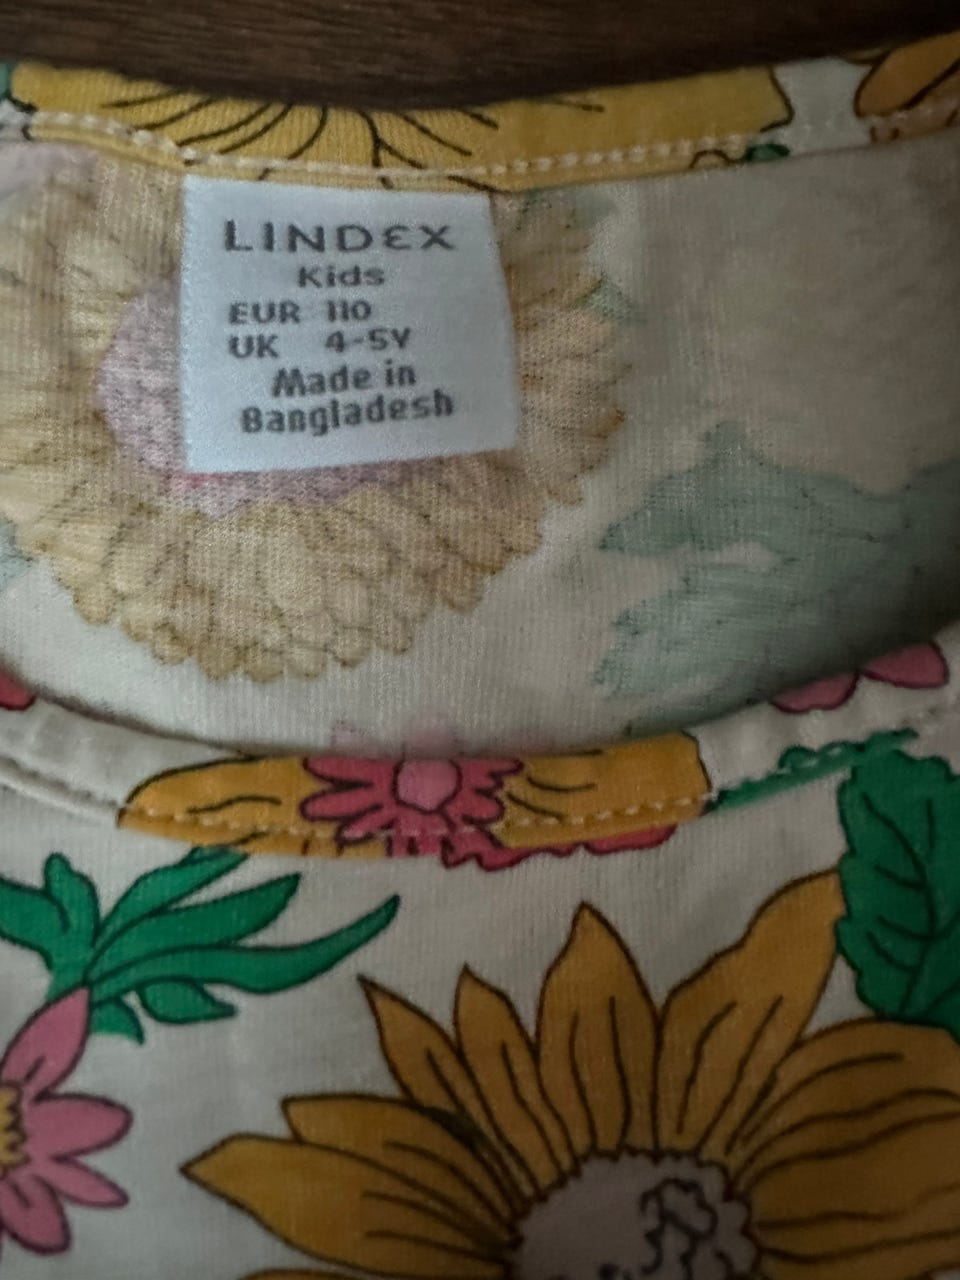 LINDEX
Kids
EUR 110
UK 4-5Y
Made in
Bangladesh